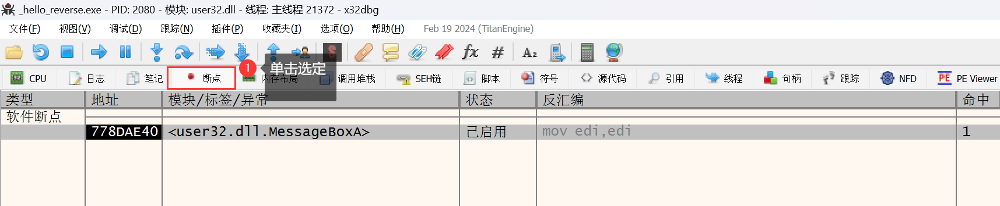 _hello_reverse.exe - PID: 2080 - 模块: user32.dll - 线程: 主线程 21372 - x32dbg
文件(F) 视图(V) 调试(D) 跟踪(N) 插件(P) 收藏夹(I) 选项(O) 帮助(H) Feb 19 2024 (TitanEngine)
1 单击选定
CPU 日志 笔记 断点 内存布局 调用堆栈 SEH链 脚本 符号 源代码 引用 线程 句柄 跟踪 NFD PE PE Viewer
类型 地址 模块/标签/异常 状态 反汇编 命中
软件断点
778DAE40 <user32.dll.MessageBoxA> 已启用 mov edi,edi 1